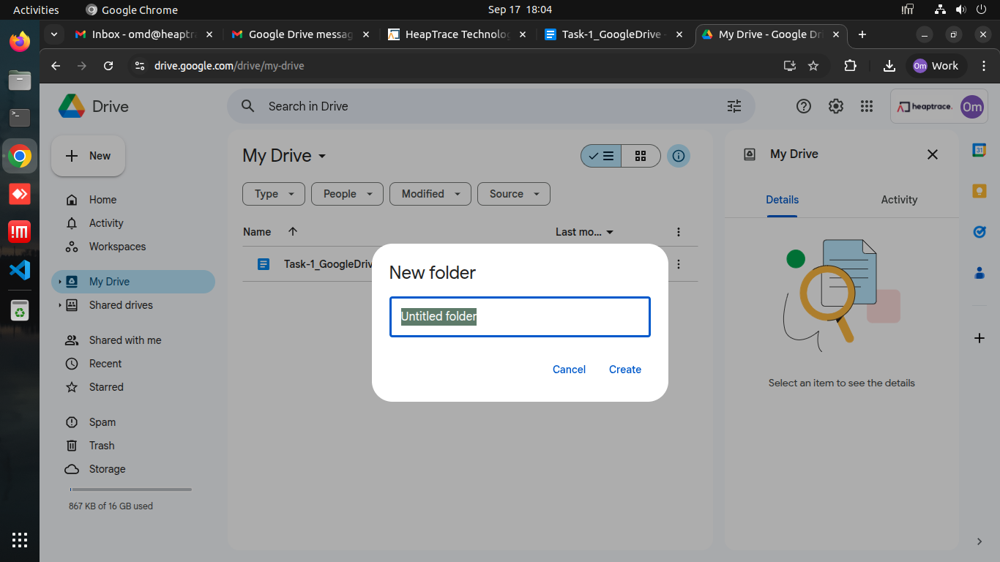 Activities Google Chrome Sep 17 18:04
Inbox - omd@heaptra Google Drive messag HeapTrace Technolog Task-1_GoogleDrive - My Drive - Google Dri
drive.google.com/drive/my-drive Om Work
Drive Search in Drive heaptrace. Om
New My Drive My Drive
31
Type People Modified Source
Home Details Activity
Activity Name Last mo...
Workspaces
Task-1_GoogleDriv
New folder
My Drive
Shared drives
Untitled folder
Shared with me
Recent Cancel Create
Starred Select an item to see the details
Spam
Trash
Storage
867 KB of 16 GB used